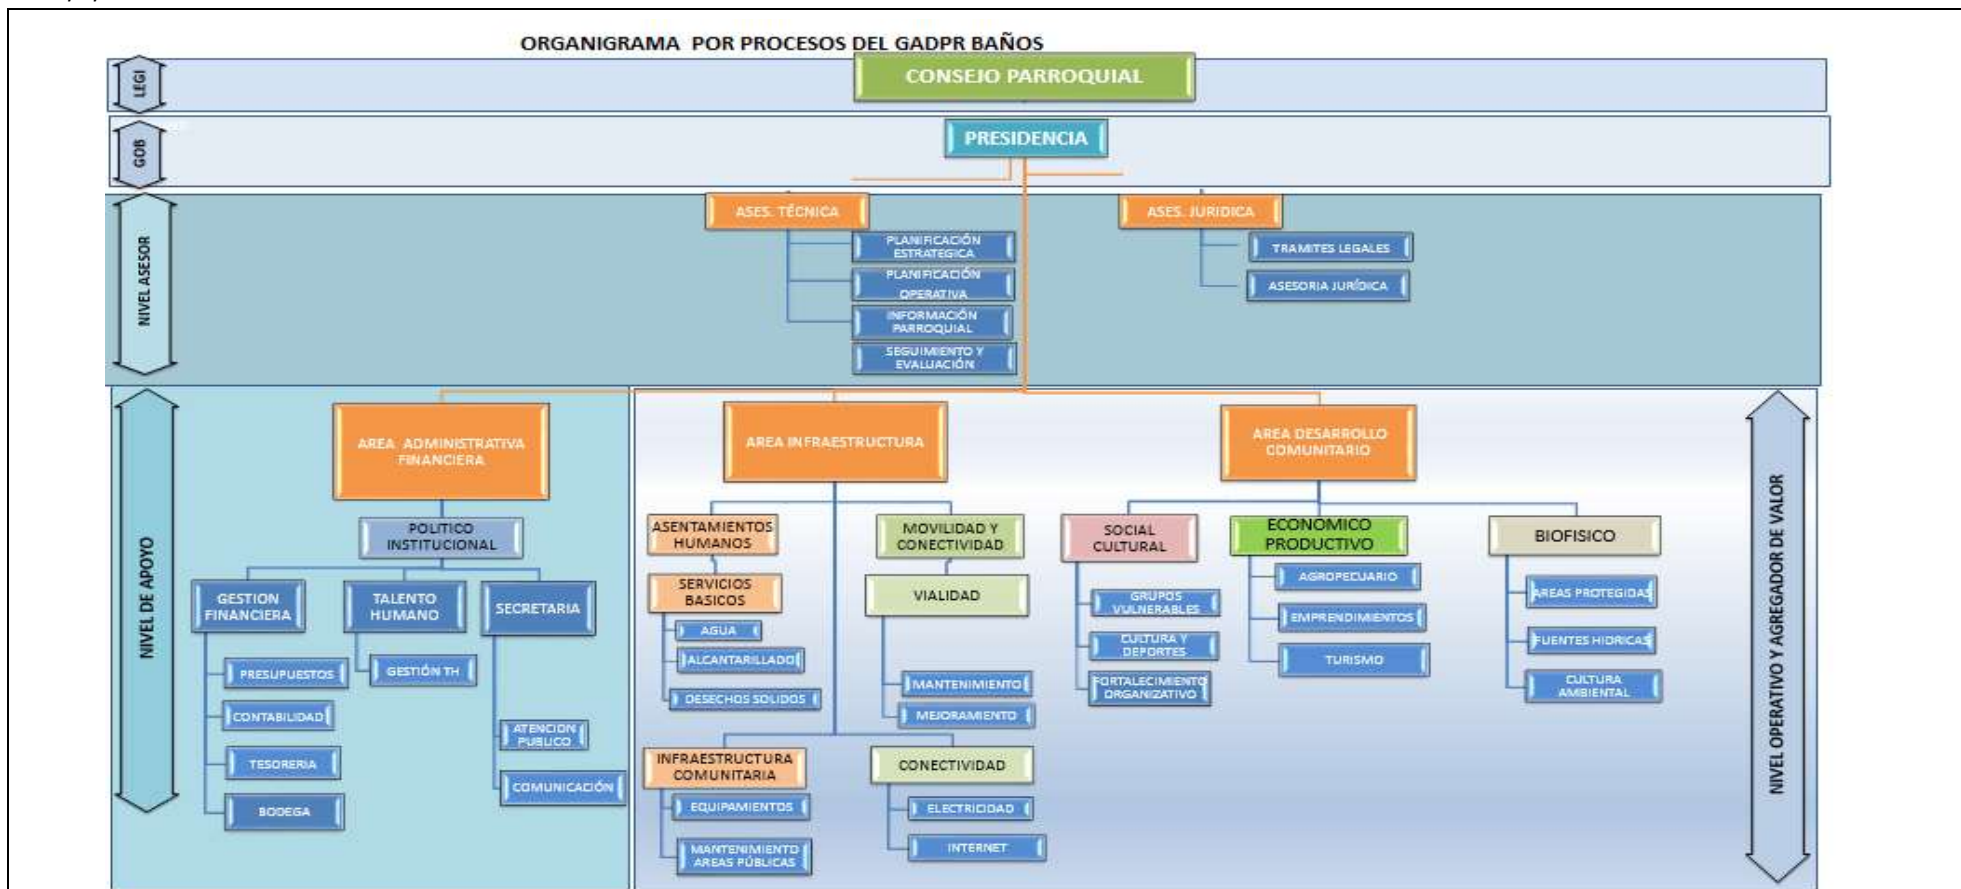 ORGANIGRAMA POR PROCESOS DEL GADPR BAÑOS
LEGI
CONSEJO PARROQUIAL
GOB
PRESIDENCIA
NIVEL ASESOR
ASES. TÉCNICA
ASES. JURIDICA
PLANIFICACIÓN
ESTRATEGICA
PLANIFICACIÓN
OPERATIVA
INFORMACIÓN
PARROQUIAL
SEGUIMIENTO Y
EVALUACIÓN
TRAMITES LEGALES
ASESORIA JURÍDICA
NIVEL DE APOYO
AREA ADMINISTRATIVA
FINANCIERA
POLITICO
INSTITUCIONAL
GESTION
FINANCIERA
PRESUPUESTOS
CONTABILIDAD
TESORERIA
BODEGA
TALENTO
HUMANO
GESTIÓN TH
SECRETARIA
ATENCION
PUBLICO
COMUNICACIÓN
AREA INFRAESTRUCTURA
ASENTAMIENTOS
HUMANOS
SERVICIOS
BASICOS
AGUA
ALCANTARILLADO
DESECHOS SOLIDOS
INFRAESTRUCTURA
COMUNITARIA
EQUIPAMIENTOS
MANTENIMIENTO
AREAS PÚBLICAS
MOVILIDAD Y
CONECTIVIDAD
VIALIDAD
MANTENIMIENTO
MEJORAMIENTO
CONECTIVIDAD
ELECTRICIDAD
INTERNET
AREA DESARROLLO
COMUNITARIO
SOCIAL
CULTURAL
GRUPOS
VULNERABLES
CULTURA Y
DEPORTES
FORTALECIMIENTO
ORGANIZATIVO
ECONOMICO
PRODUCTIVO
AGROPECUARIO
EMPRENDIMIENTOS
TURISMO
BIOFISICO
AREAS PROTEGIDAS
FUENTES HIDRICAS
CULTURA
AMBIENTAL
NIVEL OPERATIVO Y AGREGADOR DE VALOR